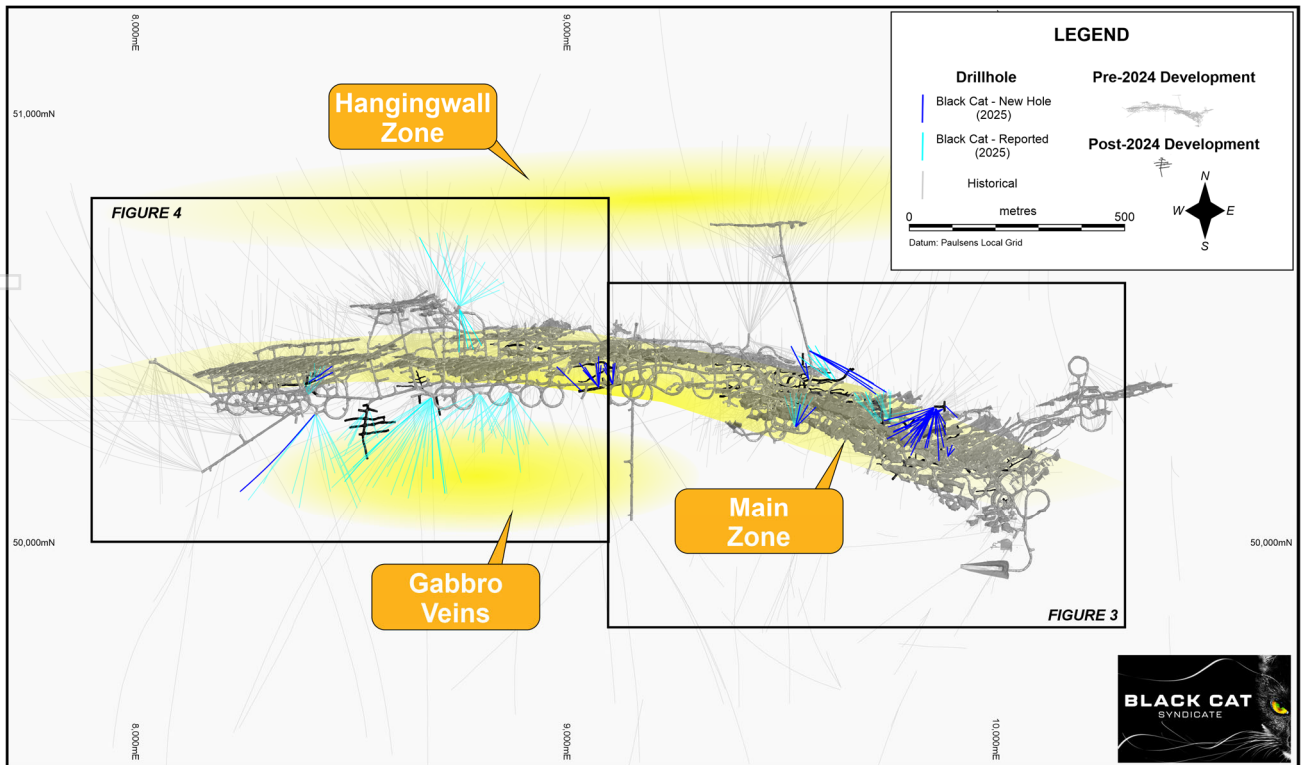 8,000mE
9,000mE
51,000mN
LEGEND
Drillhole
Black Cat - New Hole
(2025)
Black Cat - Reported
(2025)
Historical
Pre-2024 Development
Post-2024 Development
N
W
E
S
0
metres
500
Datum: Paulsens Local Grid
Hangingwall
Zone
FIGURE 4
Main
Zone
50,000mN
50,000mN
Gabbro
Veins
FIGURE 3
8,000mE
9,000mE
10,000mE
BLACK CAT
SYNDICATE